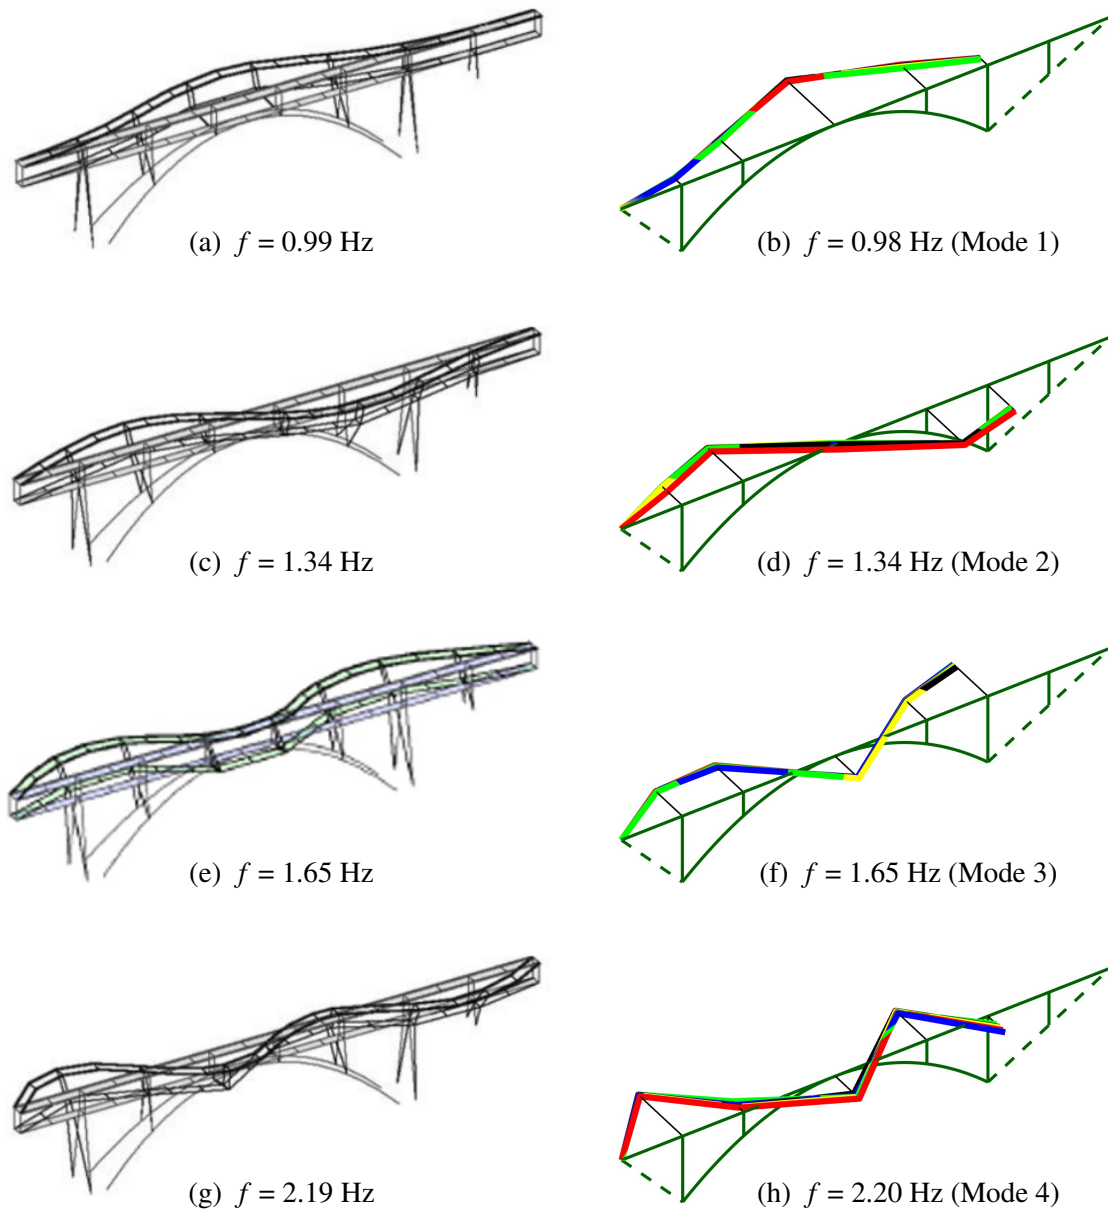 (a) f = 0.99 Hz
(b) f = 0.98 Hz (Mode 1)
(c) f = 1.34 Hz
(d) f = 1.34 Hz (Mode 2)
(e) f = 1.65 Hz
(f) f = 1.65 Hz (Mode 3)
(g) f = 2.19 Hz
(h) f = 2.20 Hz (Mode 4)